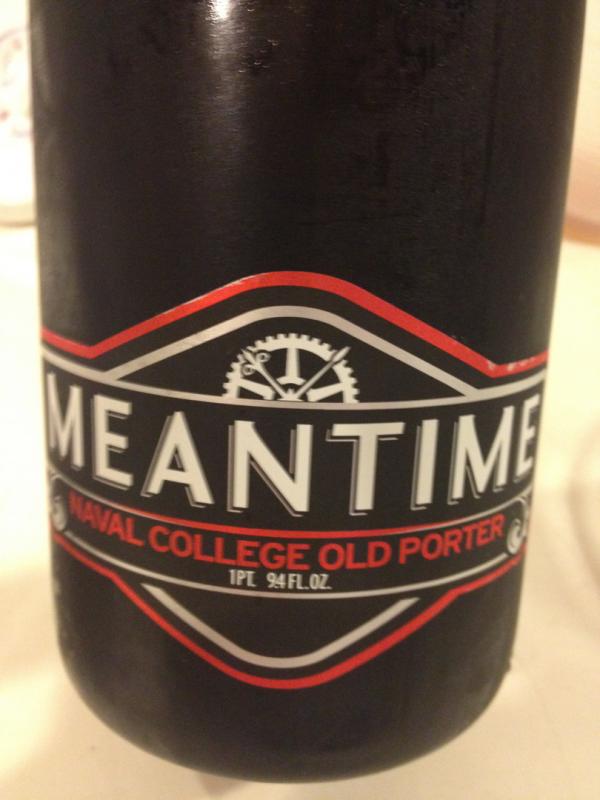 MEANTIME
NAVAL COLLEGE OLD PORTER
1PT. 9.4 FL. OZ.